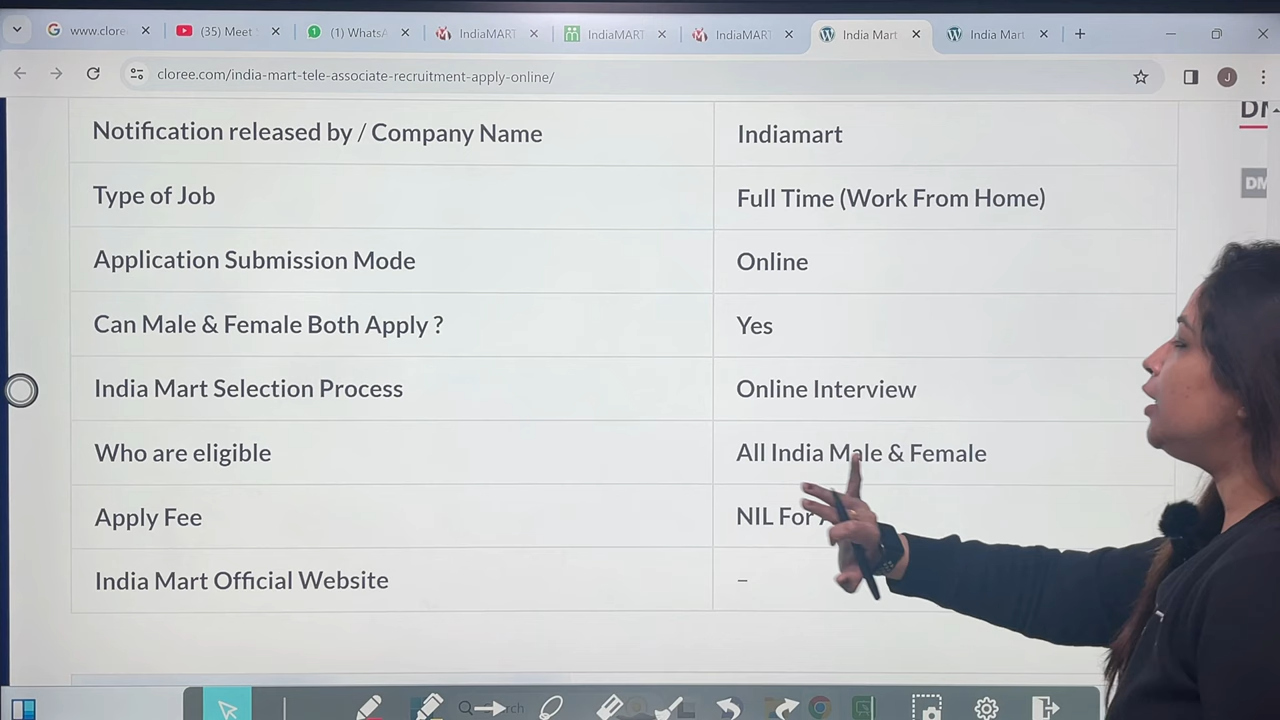 www.clore
(35) Meet
(1) WhatsA
IndiaMART
IndiaMART
IndiaMART
India Mart
India Mart
cloree.com/india-mart-tele-associate-recruitment-apply-online/
J
Notification released by / Company Name
Indiamart
Type of Job
Full Time (Work From Home)
Application Submission Mode
Online
Can Male & Female Both Apply ?
Yes
India Mart Selection Process
Online Interview
Who are eligible
All India Male & Female
Apply Fee
NIL For
India Mart Official Website
–
DM